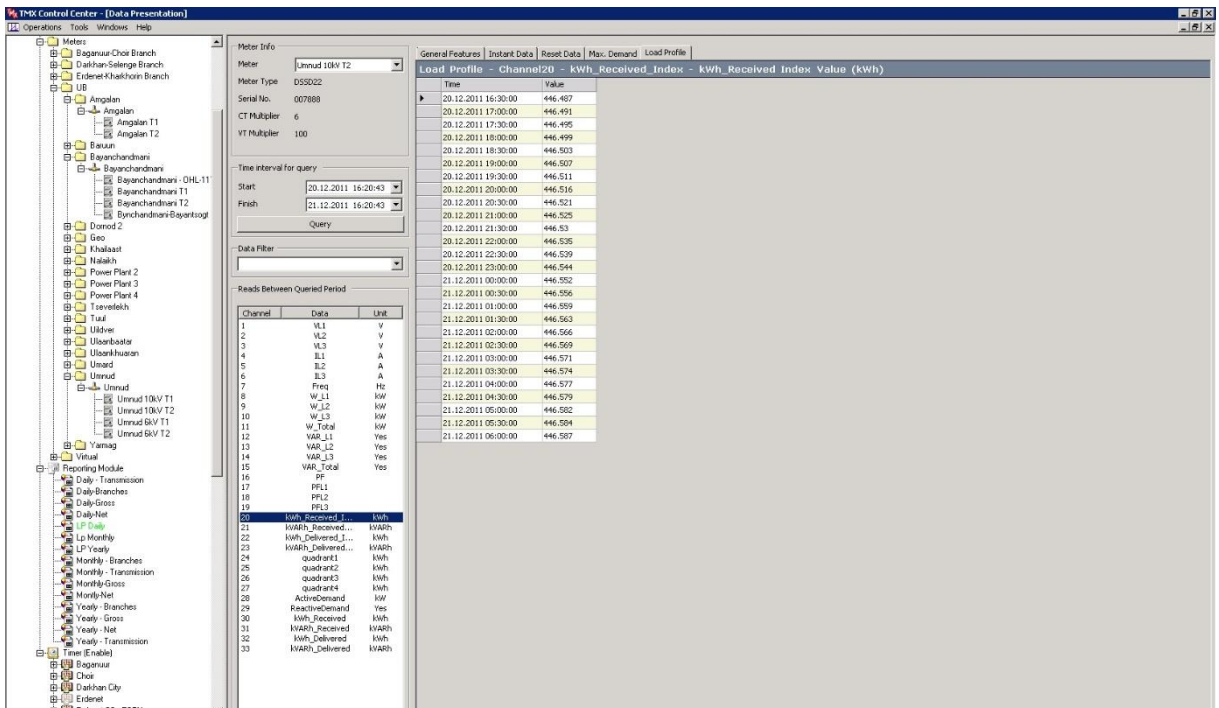 TMX Control Center - [Data Presentation]
Operations Tools Windows Help
Meters
Baganuur-Choir Branch
Darkhan-Selenge Branch
Erdenet-Kharkhorin Branch
UB
Amgalan
Amgalan
Amgalan T1
Amgalan T2
Baruun
Bayanchandmani
Bayanchandmani
Bayanchandmani - OHL-11
Bayanchandmani T1
Bayanchandmani T2
Bynchandmani-Bayantsogt
Dornod 2
Geo
Khailaast
Nalaikh
Power Plant 2
Power Plant 3
Power Plant 4
Tseverlekh
Tuul
Uildver
Ulaanbaatar
Ulaankhuaran
Umard
Umnud
Umnud
Umnud 10kV T1
Umnud 10kV T2
Umnud 6kV T1
Umnud 6kV T2
Yarmag
Virtual
Reporting Module
Daily - Transmission
Daily-Branches
Daily-Gross
Daily-Net
LP Daily
Lp Monthly
LP Yearly
Monthly - Branches
Monthly - Transmission
Monthly-Gross
Montly-Net
Yearly - Branches
Yearly - Gross
Yearly - Net
Yearly - Transmission
Timer (Enable)
Baganuur
Choir
Darkhan City
Erdenet
Meter Info
Meter Umnud 10kV T2
Meter Type DSSD22
Serial No. 007888
CT Multiplier 6
VT Multiplier 100
Time interval for query
Start 20.12.2011 16:20:43
Finish 21.12.2011 16:20:43
Query
Data Filter
Reads Between Queried Period
Channel Data Unit
1 VL1 V
2 VL2 V
3 VL3 V
4 IL1 A
5 IL2 A
6 IL3 A
7 Freq Hz
8 W_L1 kW
9 W_L2 kW
10 W_L3 kW
11 W_Total kW
12 VAR_L1 Yes
13 VAR_L2 Yes
14 VAR_L3 Yes
15 VAR_Total Yes
16 PF
17 PFL1
18 PFL2
19 PFL3
20 kWh_Received_I... kWh
21 kVARh_Received... kVARh
22 kWh_Delivered_I... kWh
23 kVARh_Delivered... kVARh
24 quadrant1 kWh
25 quadrant2 kWh
26 quadrant3 kWh
27 quadrant4 kWh
28 ActiveDemand kW
29 ReactiveDemand Yes
30 kWh_Received kWh
31 kVARh_Received kVARh
32 kWh_Delivered kWh
33 kVARh_Delivered kVARh
General Features Instant Data Reset Data Max. Demand Load Profile
Load Profile - Channel20 - kWh_Received_Index - kWh_Received Index Value (kWh)
Time Value
20.12.2011 16:30:00 446.487
20.12.2011 17:00:00 446.491
20.12.2011 17:30:00 446.495
20.12.2011 18:00:00 446.499
20.12.2011 18:30:00 446.503
20.12.2011 19:00:00 446.507
20.12.2011 19:30:00 446.511
20.12.2011 20:00:00 446.516
20.12.2011 20:30:00 446.521
20.12.2011 21:00:00 446.525
20.12.2011 21:30:00 446.53
20.12.2011 22:00:00 446.535
20.12.2011 22:30:00 446.539
20.12.2011 23:00:00 446.544
21.12.2011 00:00:00 446.552
21.12.2011 00:30:00 446.556
21.12.2011 01:00:00 446.559
21.12.2011 01:30:00 446.563
21.12.2011 02:00:00 446.566
21.12.2011 02:30:00 446.569
21.12.2011 03:00:00 446.571
21.12.2011 03:30:00 446.574
21.12.2011 04:00:00 446.577
21.12.2011 04:30:00 446.579
21.12.2011 05:00:00 446.582
21.12.2011 05:30:00 446.584
21.12.2011 06:00:00 446.587